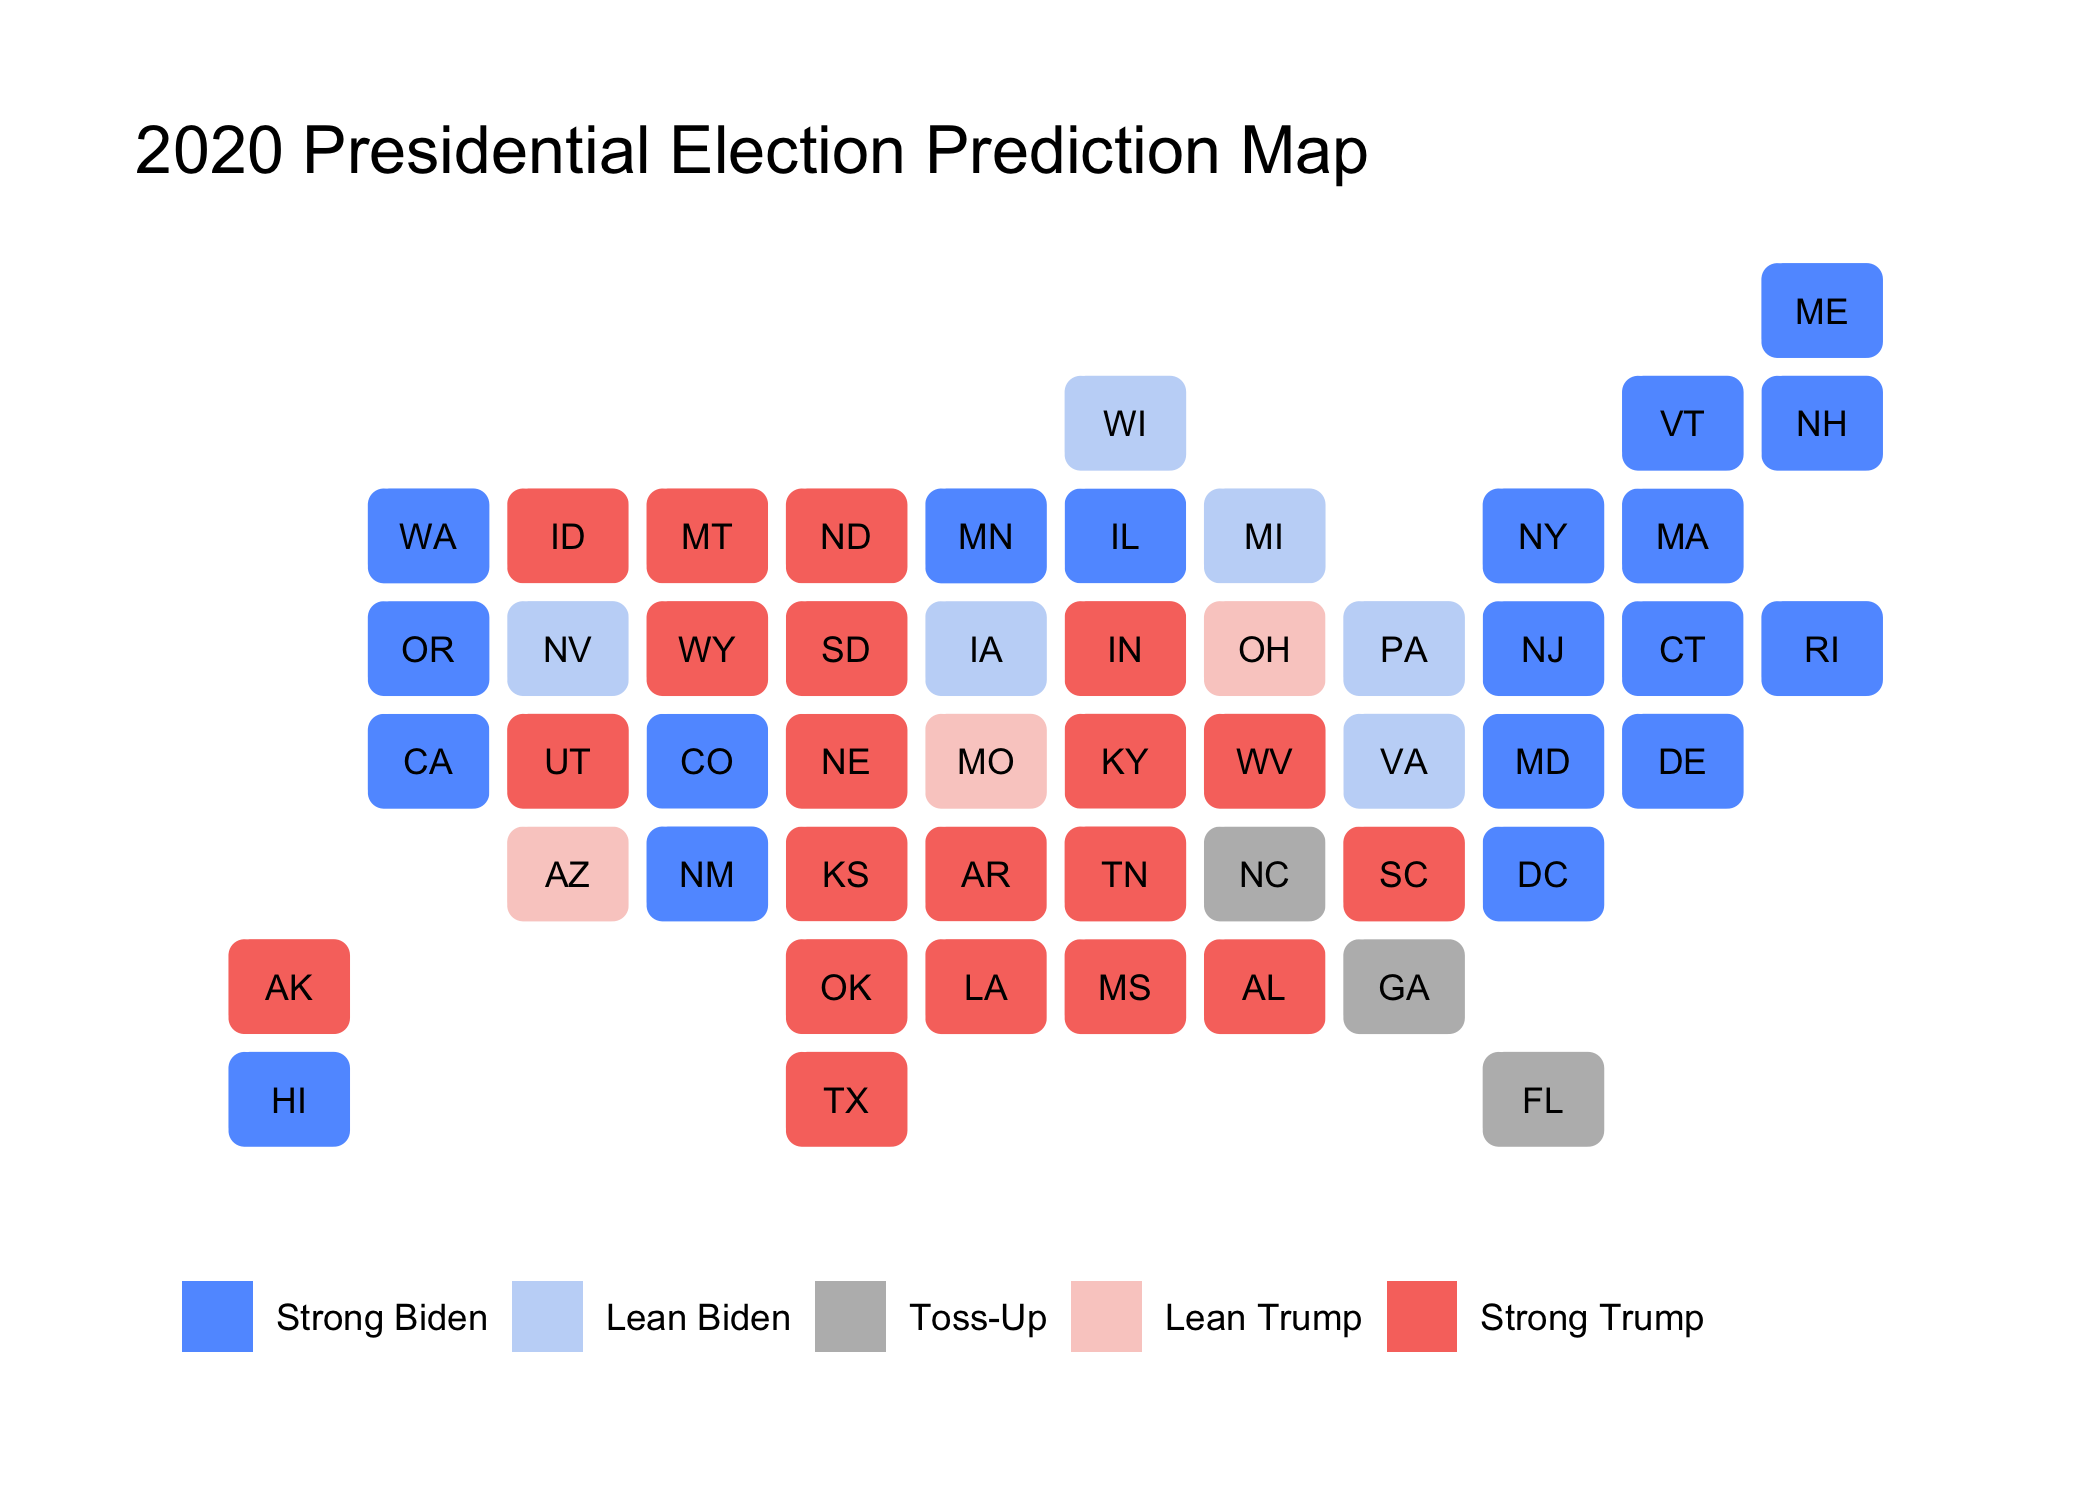 2020 Presidential Election Prediction Map
ME
WI VT NH
WA ID MT ND MN IL MI NY MA
OR NV WY SD IA IN OH PA NJ CT RI
CA UT CO NE MO KY WV VA MD DE
AZ NM KS AR TN NC SC DC
AK OK LA MS AL GA
HI TX FL
Strong Biden Lean Biden Toss-Up Lean Trump Strong Trump